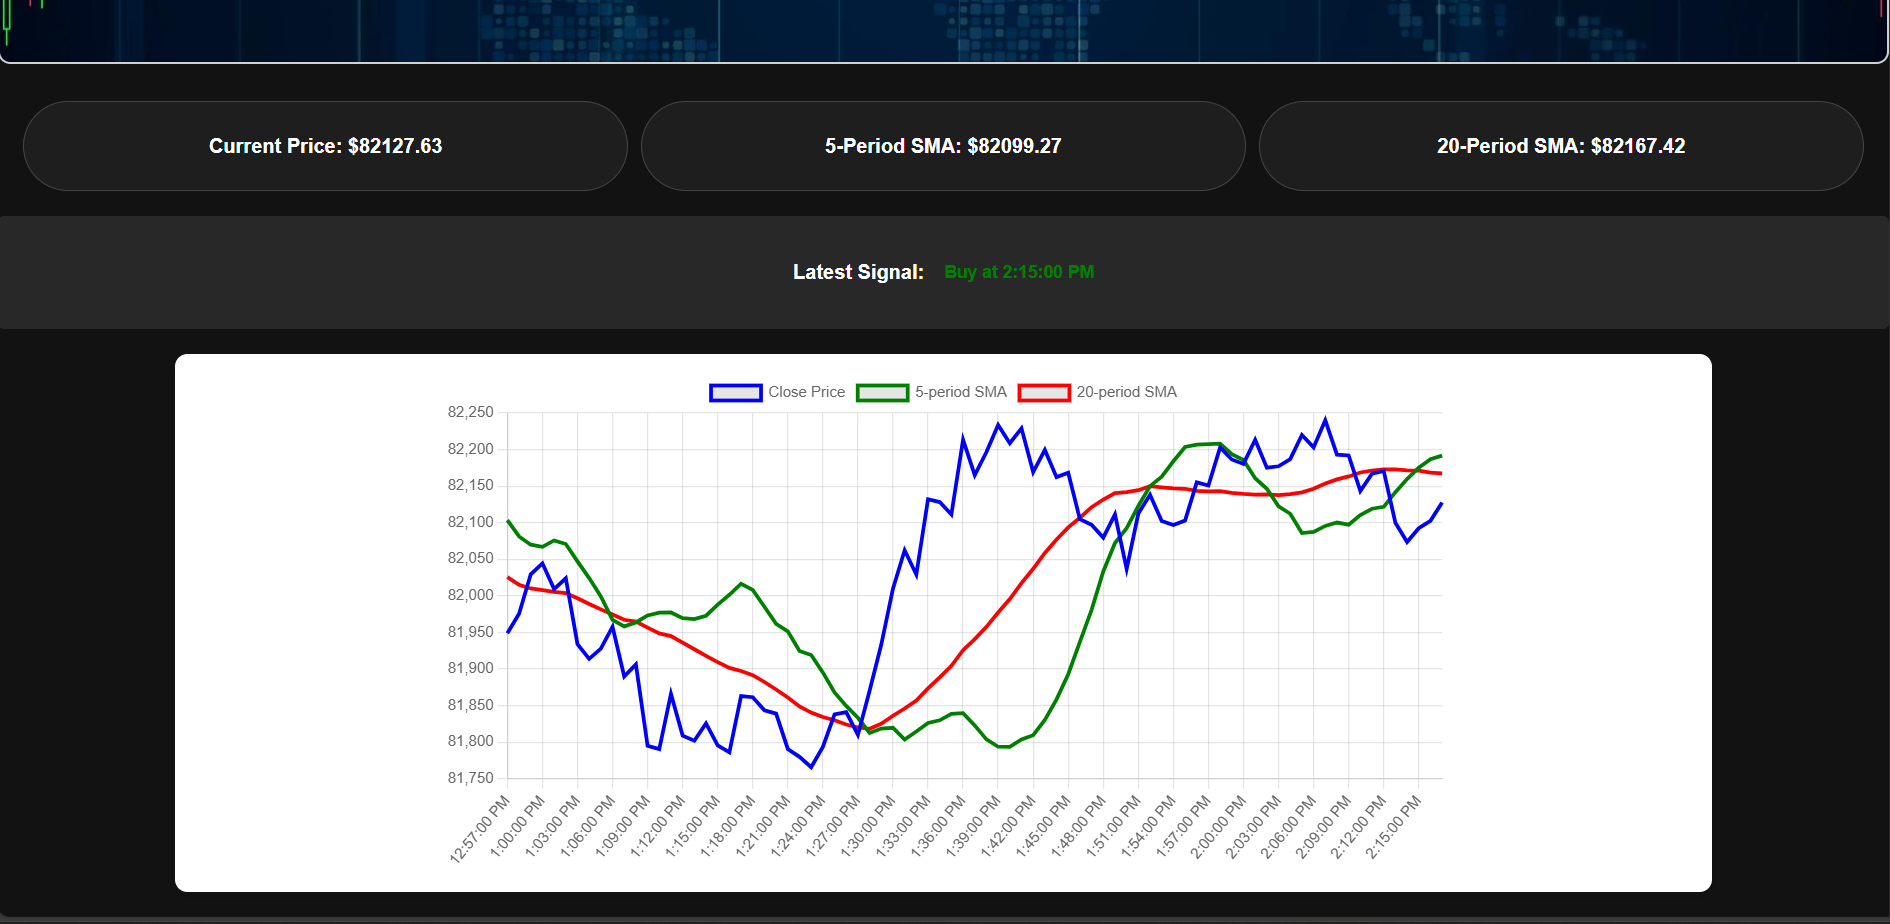 Current Price: $82127.63
5-Period SMA: $82099.27
20-Period SMA: $82167.42
Latest Signal: Buy at 2:15:00 PM
Close Price 5-period SMA 20-period SMA
82,250
82,200
82,150
82,100
82,050
82,000
81,950
81,900
81,850
81,800
81,750
12:57:00 PM
1:00:00 PM
1:03:00 PM
1:06:00 PM
1:09:00 PM
1:12:00 PM
1:15:00 PM
1:18:00 PM
1:21:00 PM
1:24:00 PM
1:27:00 PM
1:30:00 PM
1:33:00 PM
1:36:00 PM
1:39:00 PM
1:42:00 PM
1:45:00 PM
1:48:00 PM
1:51:00 PM
1:54:00 PM
1:57:00 PM
2:00:00 PM
2:03:00 PM
2:06:00 PM
2:09:00 PM
2:12:00 PM
2:15:00 PM